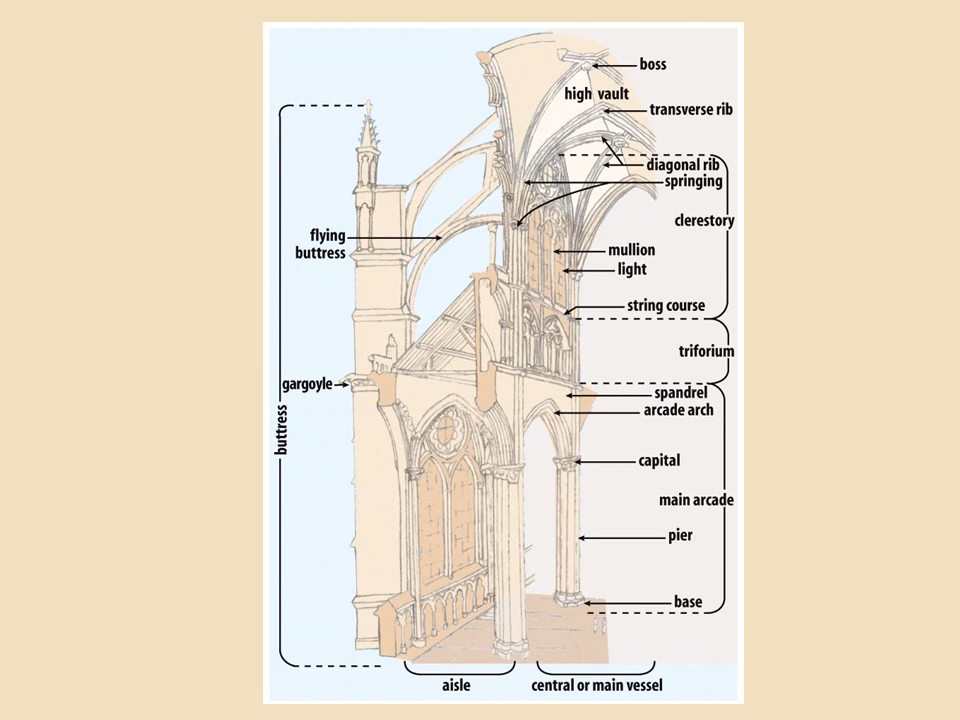 boss
high vault
transverse rib
diagonal rib
springing
clerestory
flying
buttress
mullion
light
string course
triforium
gargoyle
spandrel
arcade arch
buttress
capital
main arcade
pier
base
aisle
central or main vessel